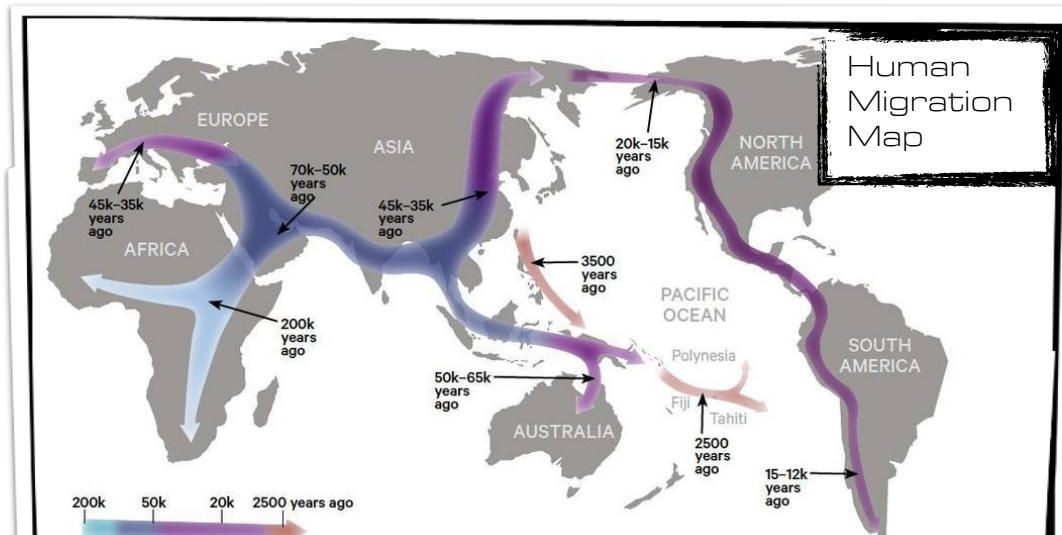 Human
Migration
Map
EUROPE
ASIA
NORTH
AMERICA
20k–15k
years
ago
70k–50k
years
ago
45k–35k
years
ago
45k–35k
years
ago
AFRICA
3500
years
ago
PACIFIC
OCEAN
200k
years
ago
SOUTH
AMERICA
Polynesia
50k–65k
years
ago
Fiji
Tahiti
AUSTRALIA
2500
years
ago
15–12k
years
ago
200k 50k 20k 2500 years ago